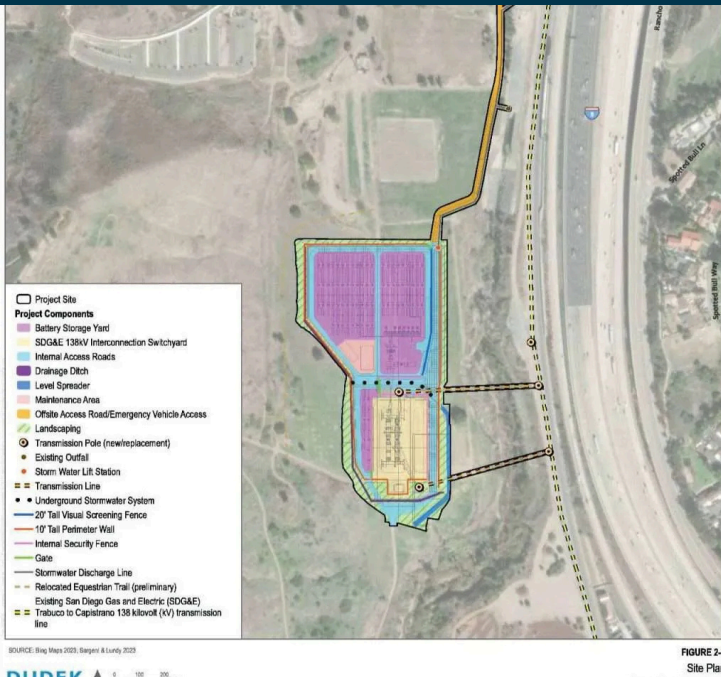 Rancho
5
Spotted Bull Ln
Spotted Bull Way
Project Site
Project Components
Battery Storage Yard
SDG&E 138kV Interconnection Switchyard
Internal Access Roads
Drainage Ditch
Level Spreader
Maintenance Area
Offsite Access Road/Emergency Vehicle Access
Landscaping
Transmission Pole (new/replacement)
Existing Outfall
Storm Water Lift Station
Transmission Line
Underground Stormwater System
20' Tall Visual Screening Fence
10' Tall Perimeter Wall
Internal Security Fence
Gate
Stormwater Discharge Line
Relocated Equestrian Trail (preliminary)
Existing San Diego Gas and Electric (SDG&E)
Trabuco to Capistrano 138 kilovolt (kV) transmission
line
SOURCE: Bing Maps 2023; Sargent & Lundy 2023
FIGURE 2-
Site Plan
DUDEK
0 100 200